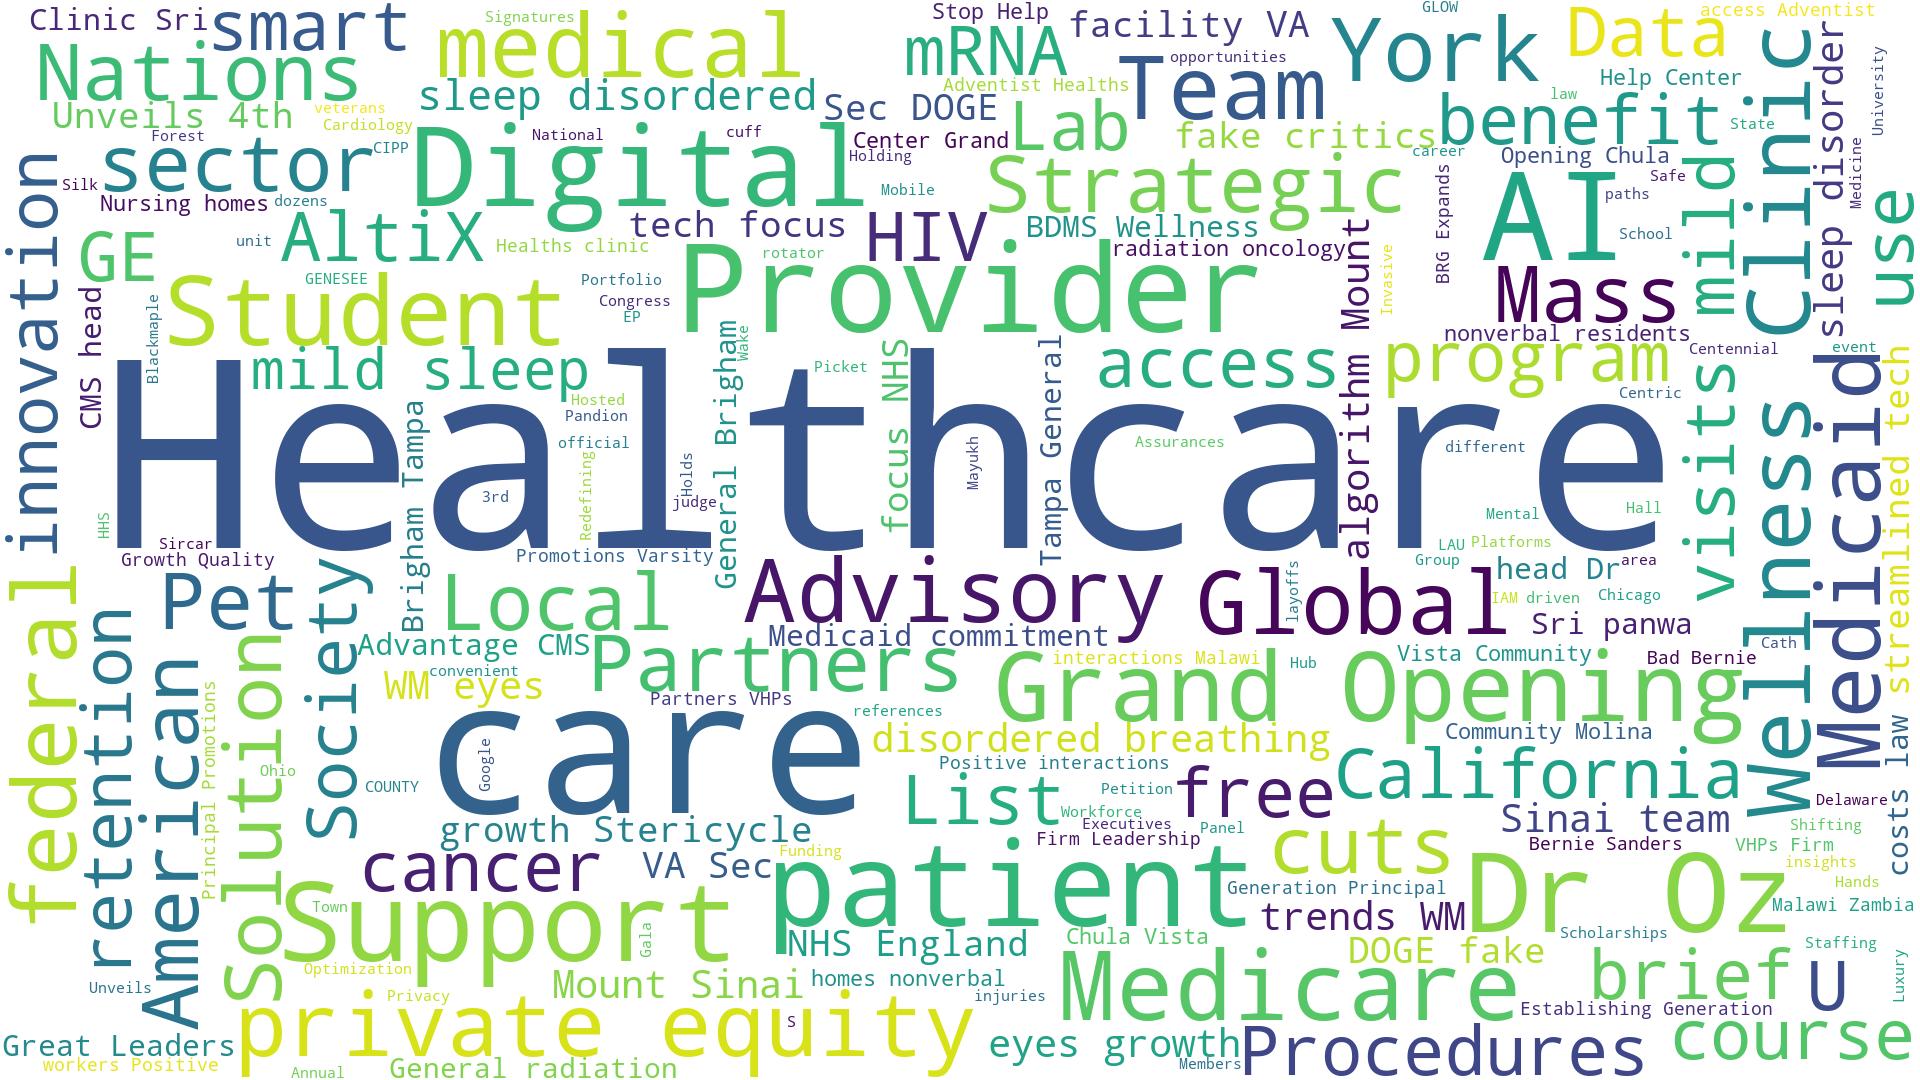 Clinic Sri
smart
Signatures
medical
Stop Help
facility VA
GLOW
York
Data
access Adventist
Nations
mRNA
Team
opportunities
Help Center
Clinic
sleep disorder
University
Unveils 4th
veterans
Cardiology
sleep disordered
Sec DOGE
Adventist Healths
Lab
fake critics
law
benefit
State
Forest
sector
CIPP
Digital
National
cuff
Center Grand
Holding
Strategic
career
Opening Chula
Safe
mild
Medicine
Silk
Nursing homes
dozens
Mobile
BRG Expands
AI
paths
School
use
innovation
GE
unit
AltiX
Healths clinic
tech focus
HIV
BDMS Wellness
radiation oncology
Mount
Invasive
Mass
rotator
Provider
GENESEE
Portfolio
Congress
EP
Student
CMS head
Blackmaple
nonverbal residents
Centennial
event
mild sleep
General Brigham
Wake
Picket
focus NHS
Tampa General
access
algorithm
program
Centric
visits
Wellness
Medicaid
streamlined tech
Healthcare
Hosted
Pandion
official
Brigham Tampa
3rd
Redefining
Holds
judge
Mayukh
Assurances
different
Mental
Hall
HHS
Sircar
Growth Quality
Promotions Varsity
LAU
Platforms
Group
head Dr
area
federal
Pet
Society
Local
Advisory
Global
layoffs
IAM
driven
Chicago
Sri panwa
retention
American
Solution
Advantage CMS
Medicaid commitment
Partners
convenient
WM eyes
Partners VHPs
references
interactions Malawi
Hub
Vista Community
Bad Bernie
Cath
Grand Opening
Principal Promotions
Ohio
COUNTY
care
Google
disordered breathing
Community Molina
Positive interactions
Petition
free
California
Delaware
costs law
List
Workforce
Executives
Panel
Firm Leadership
Sinai team
Bernie Sanders
Shifting
VHPs Firm
insights
growth Stericycle
Funding
cancer
VA Sec
patient
cuts
Generation Principal
Dr Oz
Hands
Malawi Zambia
Town
Support
Gala
NHS England
Chula Vista
trends WM
DOGE fake
Scholarships
Staffing
Luxury
Optimization
Unveils
Privacy
Mount Sinai
homes nonverbal
injuries
Medicare
brief
U
Establishing Generation
Great Leaders
private equity
S
eyes growth
Procedures
course
workers Positive
Annual
General radiation
Members